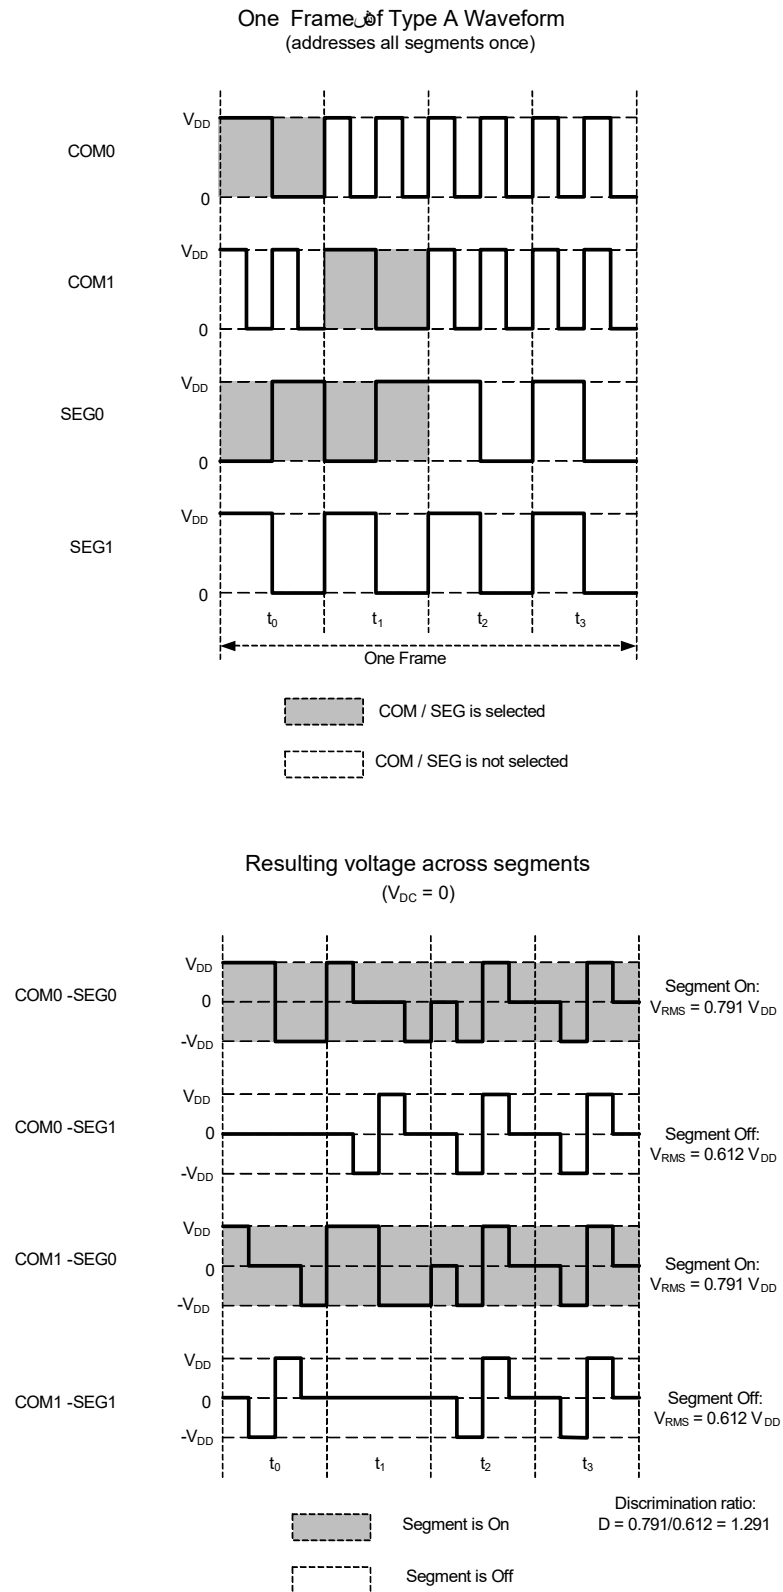 One Frame of Type A Waveform
(addresses all segments once)
VDD
COM0
0
VDD
COM1
0
VDD
SEG0
0
VDD
SEG1
0
t0 t1 t2 t3
One Frame
COM / SEG is selected
COM / SEG is not selected
Resulting voltage across segments
(VDC = 0)
VDD
COM0 -SEG0
0
-VDD
Segment On:
VRMS = 0.791 VDD
VDD
COM0 -SEG1
0
-VDD
Segment Off:
VRMS = 0.612 VDD
VDD
COM1 -SEG0
0
-VDD
Segment On:
VRMS = 0.791 VDD
VDD
COM1 -SEG1
0
-VDD
Segment Off:
VRMS = 0.612 VDD
t0 t1 t2 t3
Segment is On
Discrimination ratio:
D = 0.791/0.612 = 1.291
Segment is Off